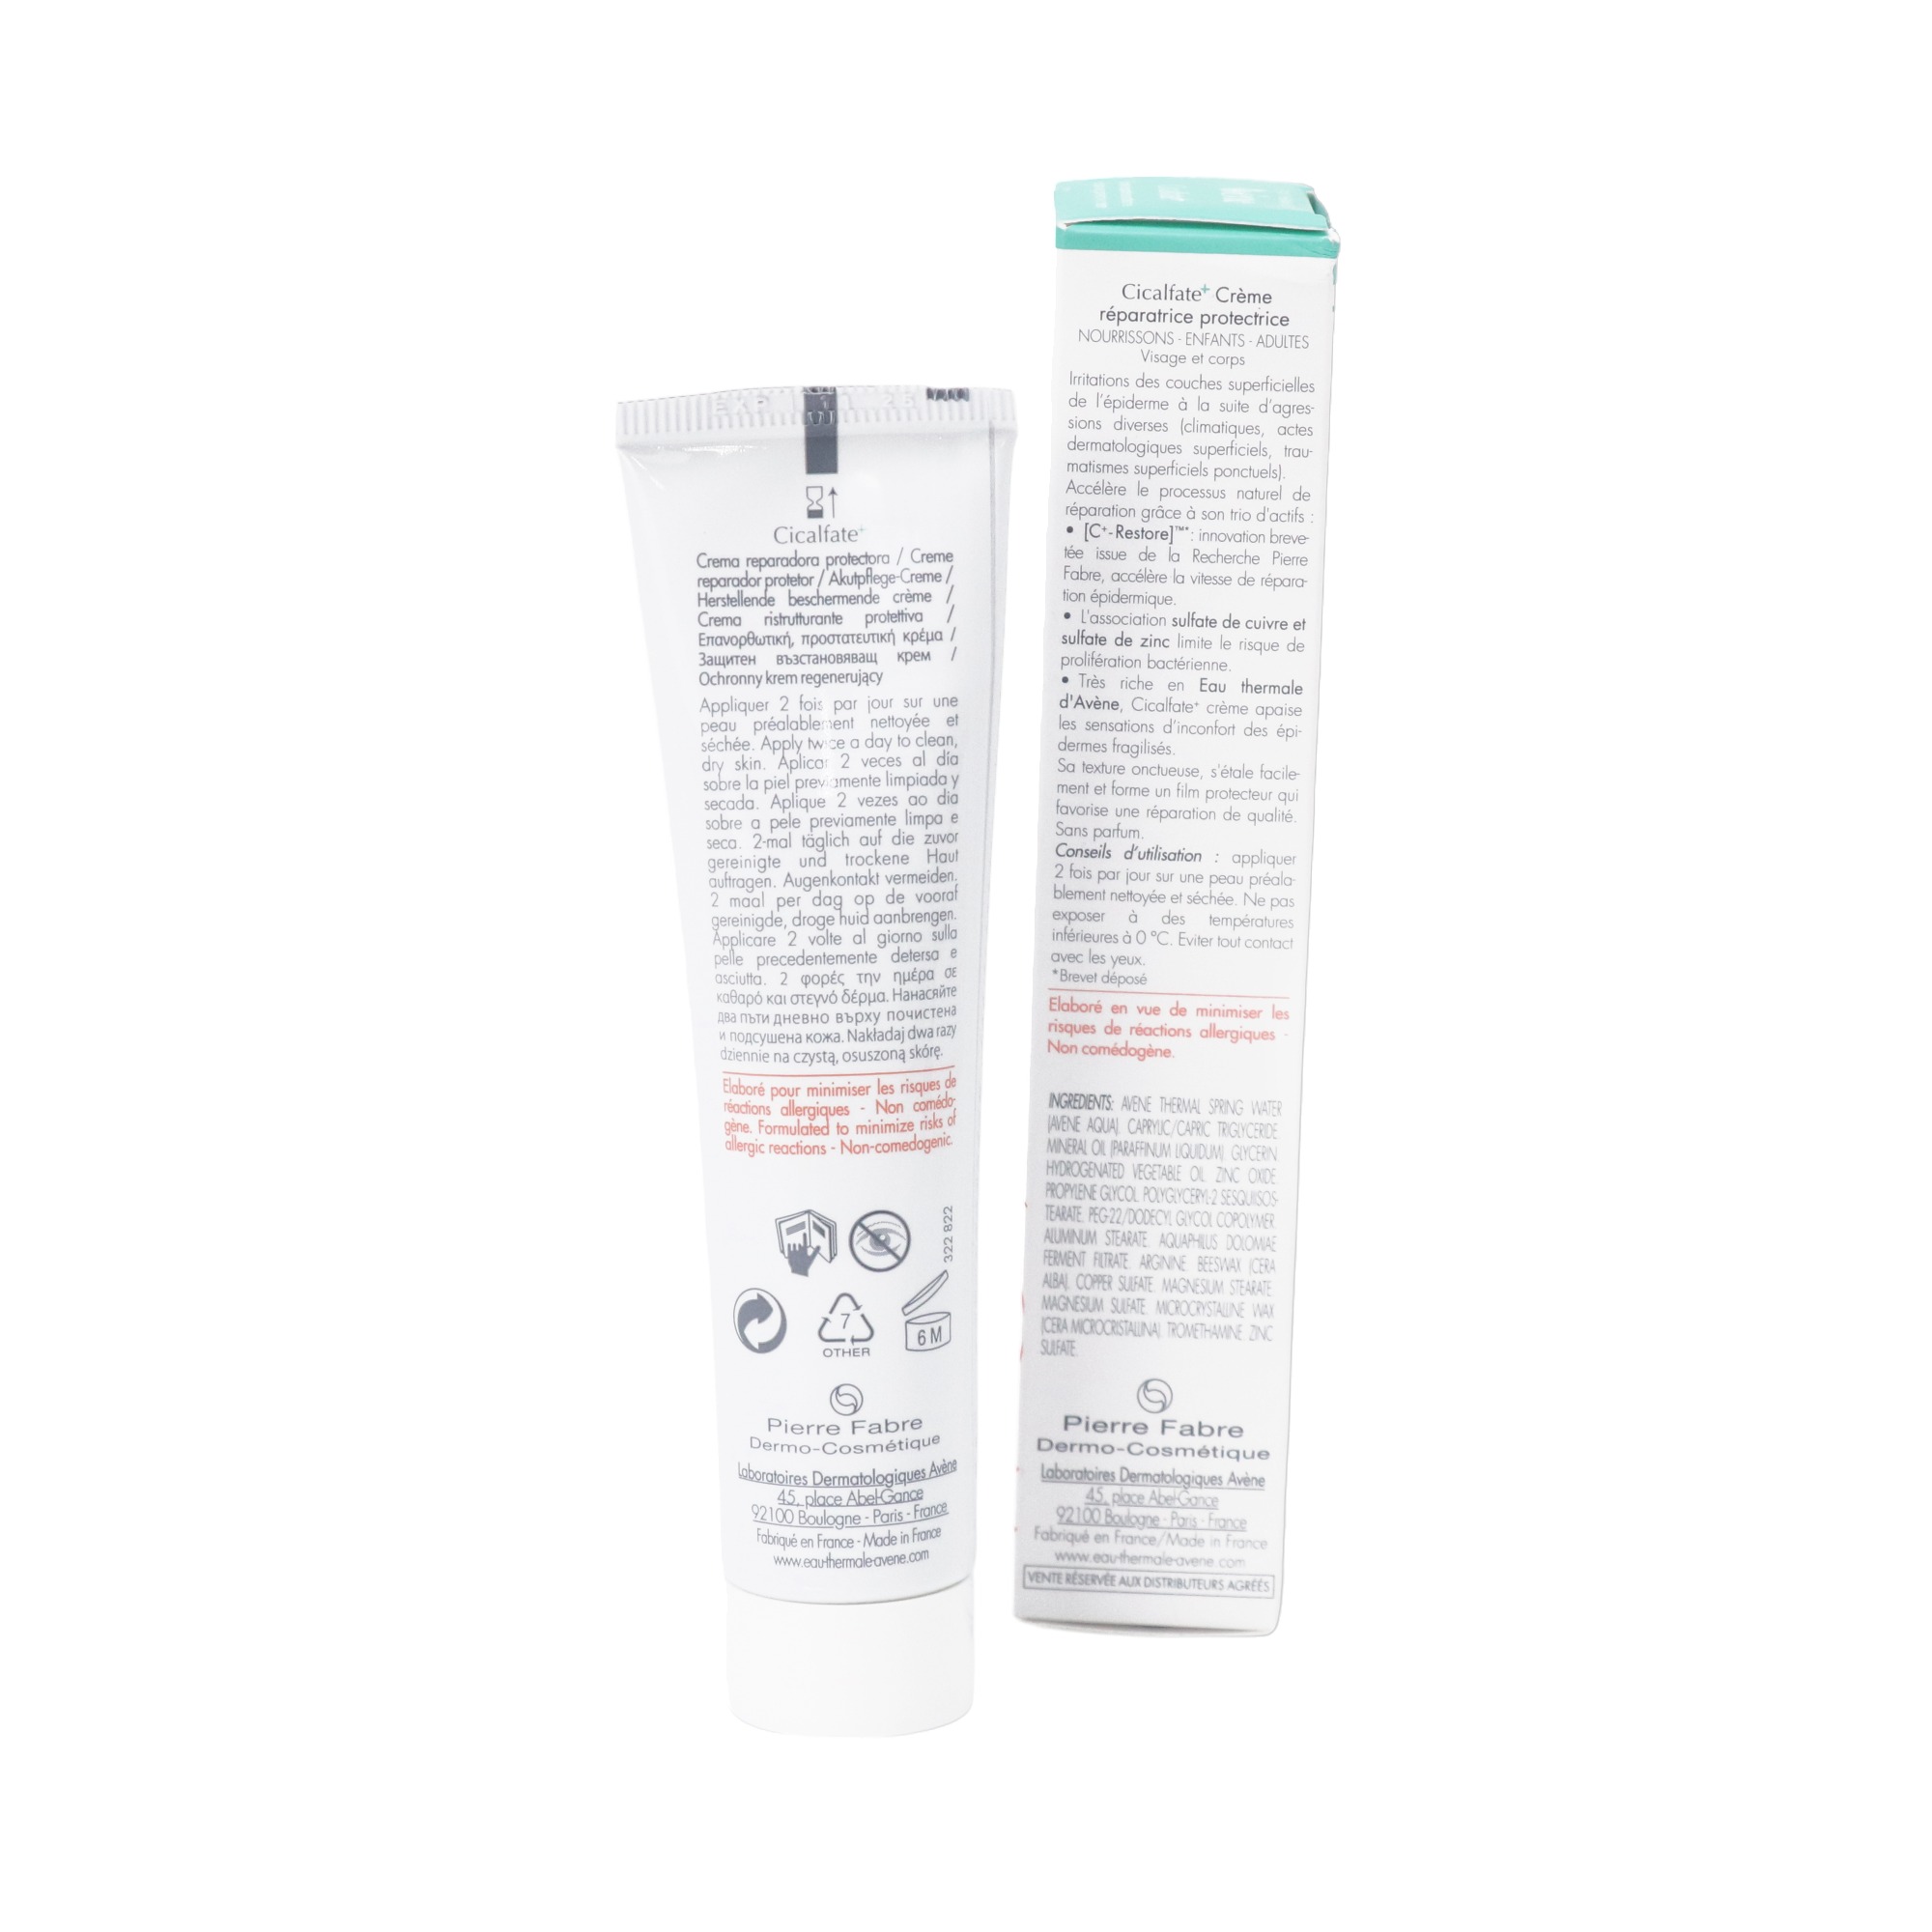 EXP 11 26
Cicalfate+
Crema reparadora protectora / Creme
reparador protetor / Akutpflege-Creme /
Herstellende beschermende crème /
Crema ristrutturante protettiva /
Επανορθωτική, προστατευτική κρέμα /
Защитен възстановяващ крем /
Ochronny krem regenerujący
Appliquer 2 fois par jour sur une
peau préalablement nettoyée et
séchée. Apply twice a day to clean,
dry skin. Aplicar 2 veces al día
sobre la piel previamente limpiada y
secada. Aplique 2 vezes ao dia
sobre a pele previamente limpa e
seca. 2-mal täglich auf die zuvor
gereinigte und trockene Haut
auftragen. Augenkontakt vermeiden.
2 maal per dag op de vooraf
gereinigde, droge huid aanbrengen.
Applicare 2 volte al giorno sulla
pelle precedentemente detersa e
asciutta. 2 φορές την ημέρα σε
καθαρό και στεγνό δέρμα. Нанасяйте
два пъти дневно върху почистена
и подсушена кожа. Nakładaj dwa razy
dziennie na czystą, osuszoną skórę.
Elaboré pour minimiser les risques de
réactions allergiques - Non comédo-
gène. Formulated to minimize risks of
allergic reactions - Non-comedogenic.
322 822
7
OTHER
6 M
Pierre Fabre
Dermo-Cosmétique
Laboratoires Dermatologiques Avène
45, place Abel-Gance
92100 Boulogne - Paris - France
Fabriqué en France - Made in France
www.eau-thermale-avene.com
Cicalfate+ Crème
réparatrice protectrice
NOURRISSONS - ENFANTS - ADULTES
Visage et corps
Irritations des couches superficielles
de l'épiderme à la suite d'agres-
sions diverses (climatiques, actes
dermatologiques superficiels, trau-
matismes superficiels ponctuels).
Accélère le processus naturel de
réparation grâce à son trio d'actifs :
• [C+-Restore]™* : innovation breve-
tée issue de la Recherche Pierre
Fabre, accélère la vitesse de répara-
tion épidermique.
• L'association sulfate de cuivre et
sulfate de zinc limite le risque de
prolifération bactérienne.
• Très riche en Eau thermale
d'Avène, Cicalfate+ crème apaise
les sensations d'inconfort des épi-
dermes fragilisés.
Sa texture onctueuse, s'étale facile-
ment et forme un film protecteur qui
favorise une réparation de qualité.
Sans parfum.
Conseils d'utilisation : appliquer
2 fois par jour sur une peau préala-
blement nettoyée et séchée. Ne pas
exposer à des températures
inférieures à 0 °C. Eviter tout contact
avec les yeux.
*Brevet déposé
Elaboré en vue de minimiser les
risques de réactions allergiques -
Non comédogène.
INGREDIENTS: AVENE THERMAL SPRING WATER
(AVENE AQUA). CAPRYLIC/CAPRIC TRIGLYCERIDE.
MINERAL OIL (PARAFFINUM LIQUIDUM). GLYCERIN.
HYDROGENATED VEGETABLE OIL. ZINC OXIDE.
PROPYLENE GLYCOL. POLYGLYCERYL-2 SESQUIISOS-
TEARATE. PEG-22/DODECYL GLYCOL COPOLYMER.
ALUMINUM STEARATE. AQUAPHILUS DOLOMIAE
FERMENT FILTRATE. ARGININE. BEESWAX (CERA
ALBA). COPPER SULFATE. MAGNESIUM STEARATE.
MAGNESIUM SULFATE. MICROCRYSTALLINE WAX
(CERA MICROCRISTALLINA). TROMETHAMINE. ZINC
SULFATE.
Pierre Fabre
Dermo-Cosmétique
Laboratoires Dermatologiques Avène
45, place Abel-Gance
92100 Boulogne - Paris - France
Fabriqué en France/Made in France
www.eau-thermale-avene.com
VENTE RÉSERVÉE AUX DISTRIBUTEURS AGRÉÉS